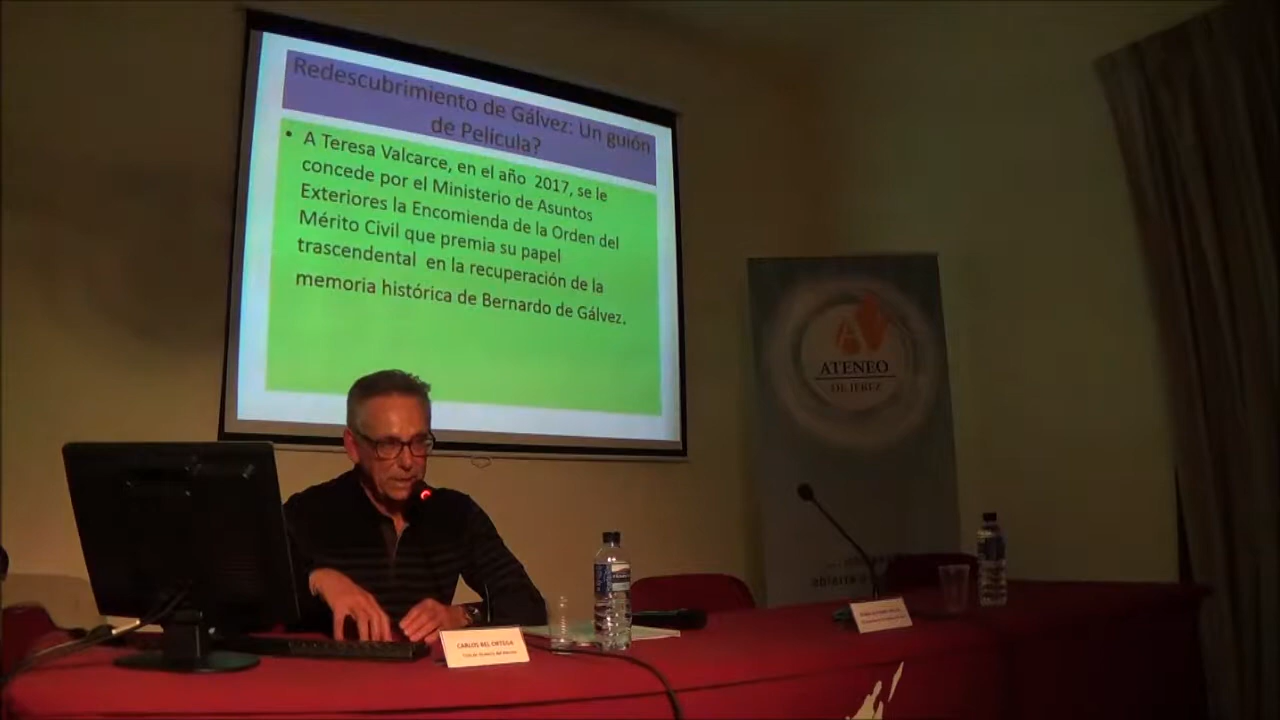 Redescubrimiento de Gálvez: Un guión
de Película?
• A Teresa Valcarce, en el año 2017, se le
concede por el Ministerio de Asuntos
Exteriores la Encomienda de la Orden del
Mérito Civil que premia su papel
trascendental en la recuperación de la
memoria histórica de Bernardo de Gálvez.
ATENEO
DE JEREZ
CARLOS BEL ORTEGA